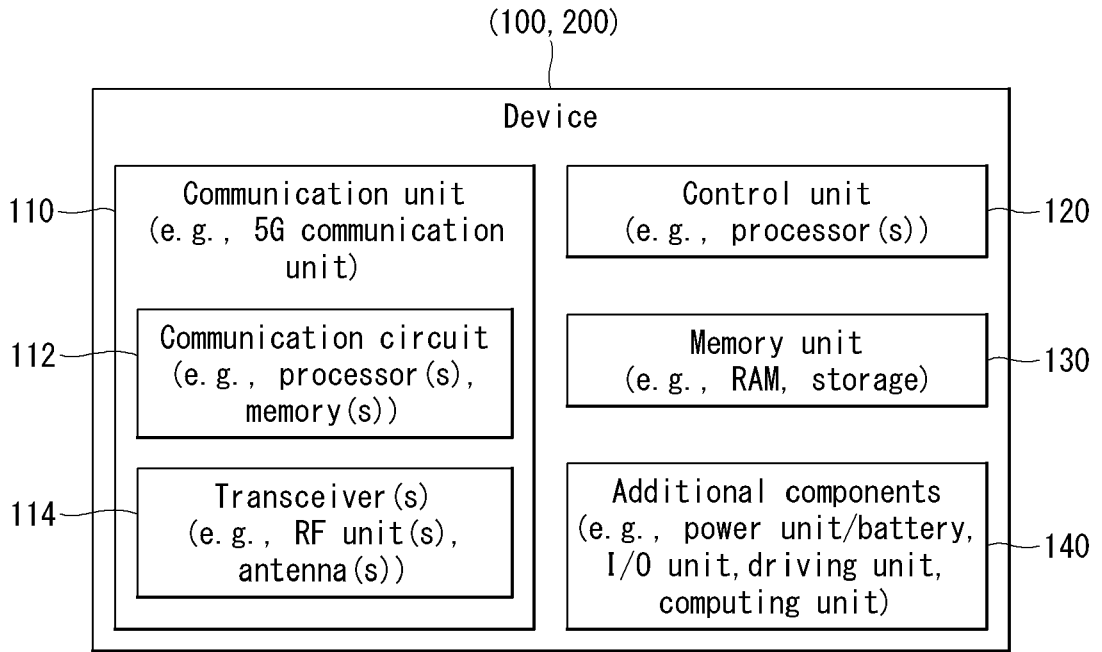 (100, 200)
Device
110
Communication unit
(e.g., 5G communication
unit)
112
Communication circuit
(e.g., processor(s),
memory(s))
114
Transceiver(s)
(e.g., RF unit(s),
antenna(s))
Control unit
(e.g., processor(s))
120
Memory unit
(e.g., RAM, storage)
130
Additional components
(e.g., power unit/battery,
I/O unit, driving unit,
computing unit)
140